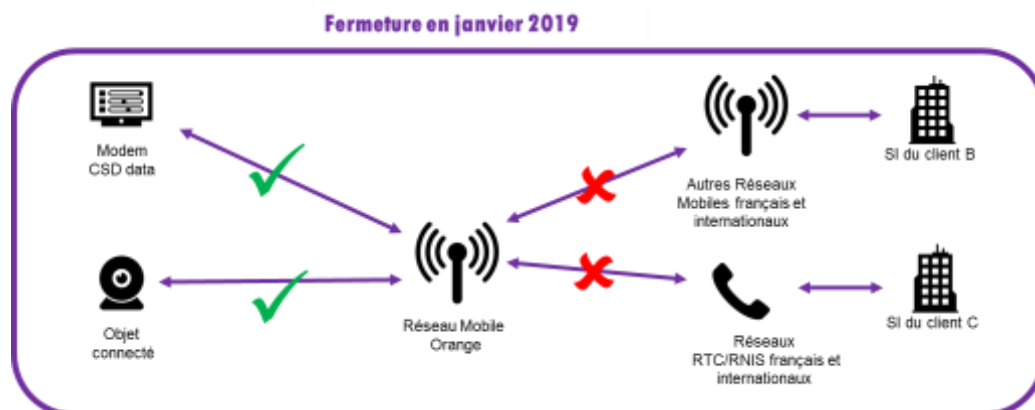 Fermeture en janvier 2019
Modem
CSD data
Objet
connecté
Réseau Mobile
Orange
Autres Réseaux
Mobiles français et
internationaux
SI du client B
Réseaux
RTC/RNIS français et
internationaux
SI du client C